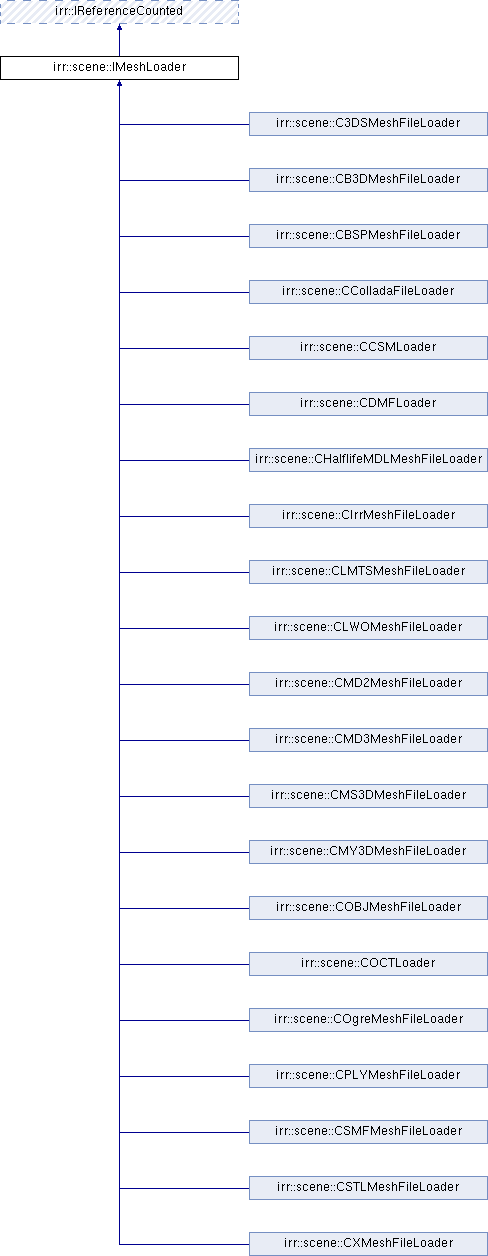 irr::IReferenceCounted
irr::scene::IMeshLoader
irr::scene::C3DSMeshFileLoader
irr::scene::CB3DMeshFileLoader
irr::scene::CBSPMeshFileLoader
irr::scene::CColladaFileLoader
irr::scene::CCSMLoader
irr::scene::CDMFLoader
irr::scene::CHalflifeMDLMeshFileLoader
irr::scene::CIrrMeshFileLoader
irr::scene::CLMTSMeshFileLoader
irr::scene::CLWOMeshFileLoader
irr::scene::CMD2MeshFileLoader
irr::scene::CMD3MeshFileLoader
irr::scene::CMS3DMeshFileLoader
irr::scene::CMY3DMeshFileLoader
irr::scene::COBJMeshFileLoader
irr::scene::COCTLoader
irr::scene::COgreMeshFileLoader
irr::scene::CPLYMeshFileLoader
irr::scene::CSMFMeshFileLoader
irr::scene::CSTLMeshFileLoader
irr::scene::CXMeshFileLoader